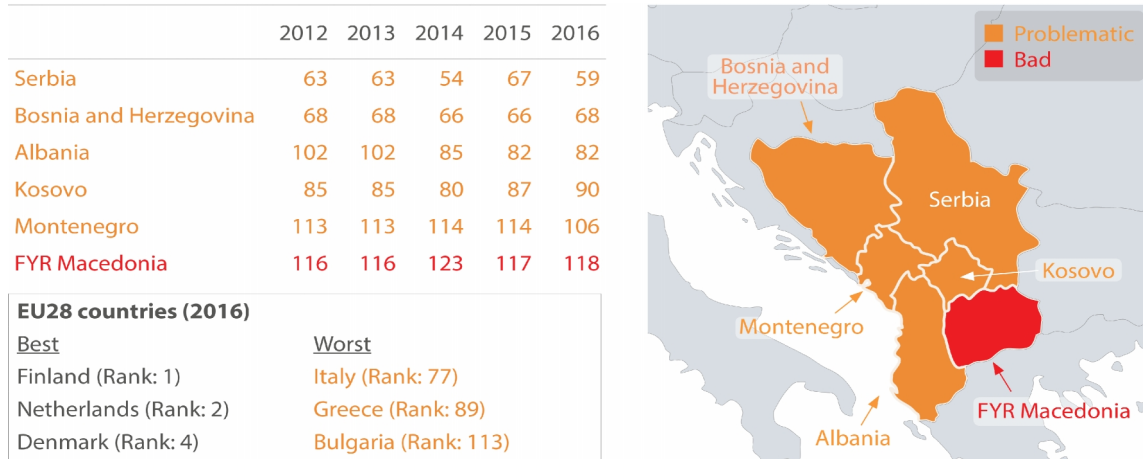 2012 2013 2014 2015 2016
Serbia 63 63 54 67 59
Bosnia and Herzegovina 68 68 66 66 68
Albania 102 102 85 82 82
Kosovo 85 85 80 87 90
Montenegro 113 113 114 114 106
FYR Macedonia 116 116 123 117 118
EU28 countries (2016)
Best Worst
Finland (Rank: 1) Italy (Rank: 77)
Netherlands (Rank: 2) Greece (Rank: 89)
Denmark (Rank: 4) Bulgaria (Rank: 113)
Problematic
Bad
Bosnia and
Herzegovina
Serbia
Kosovo
Montenegro
FYR Macedonia
Albania